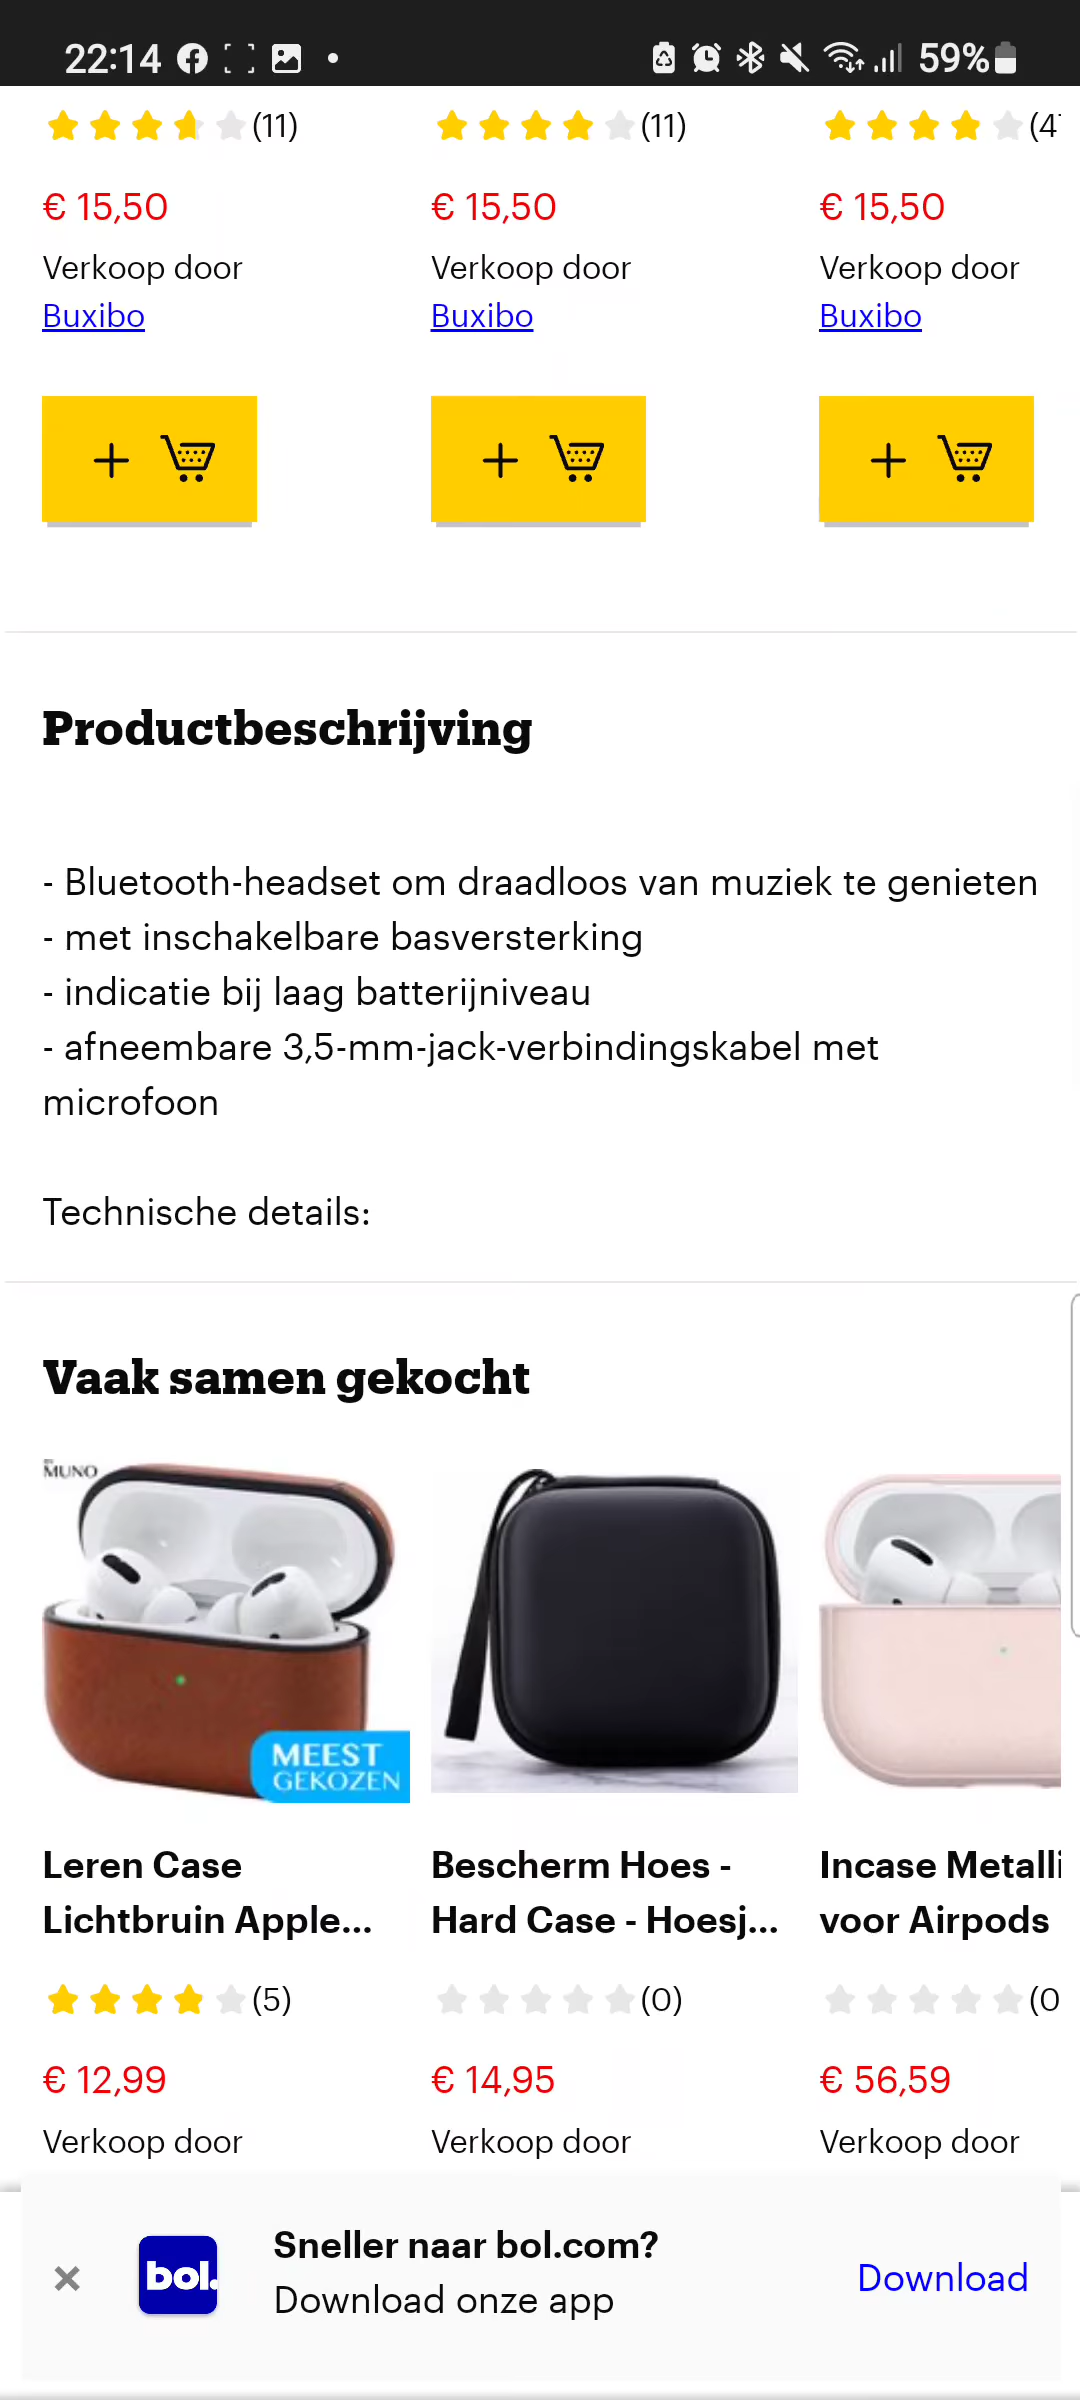 22:14
59%
(11)
(11)
(4
€ 15,50
€ 15,50
€ 15,50
Verkoop door
Verkoop door
Verkoop door
Buxibo
Buxibo
Buxibo
Productbeschrijving
- Bluetooth-headset om draadloos van muziek te genieten
- met inschakelbare basversterking
- indicatie bij laag batterijniveau
- afneembare 3,5-mm-jack-verbindingskabel met
microfoon
Technische details:
Vaak samen gekocht
MUNO
MEEST
GEKOZEN
Leren Case
Lichtbruin Apple...
Bescherm Hoes -
Hard Case - Hoesj...
Incase Metalli
voor Airpods
(5)
(0)
(0
€ 12,99
€ 14,95
€ 56,59
Verkoop door
Verkoop door
Verkoop door
bol.
Sneller naar bol.com?
Download onze app
Download